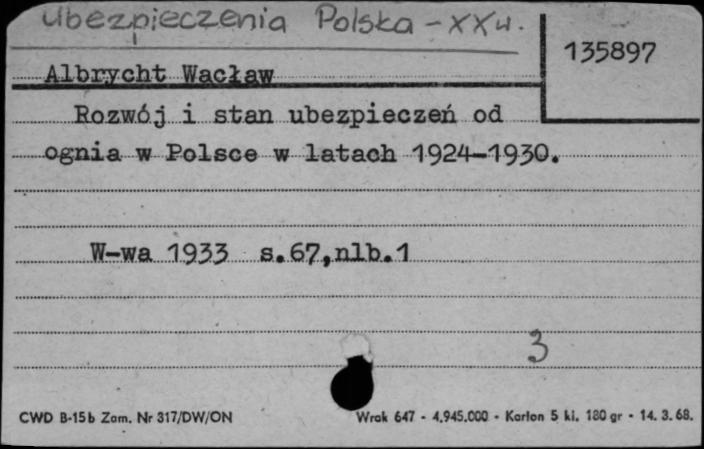 Ubezpieczenia Polska - XX w.
135897
Albrycht Wacław
Rozwój i stan ubezpieczeń od
ognia w Polsce w latach 1924-1930.
W-wa 1933 s.67,nlb.1
3
CWD B-15b Zam. Nr 317/DW/ON Wrak 647 - 4.945.000 - Karton 5 kl. 180 gr - 14. 3. 68.